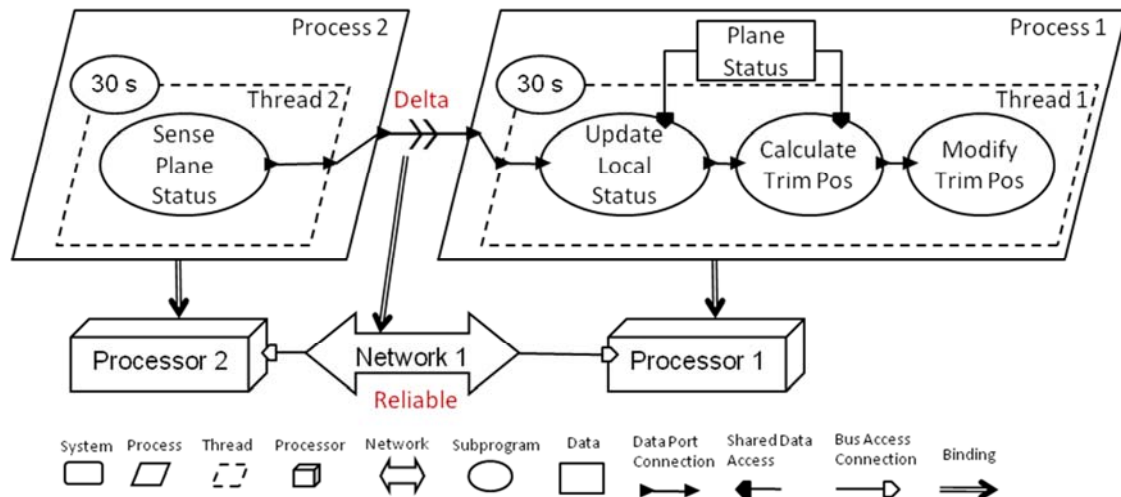 Process 2
Process 1
30 s
Thread 2
Sense
Plane
Status
Delta
Plane
Status
30 s
Thread 1
Update
Local
Status
Calculate
Trim Pos
Modify
Trim Pos
Processor 2
Network 1
Reliable
Processor 1
System
Process
Thread
Processor
Network
Subprogram
Data
Data Port
Connection
Shared Data
Access
Bus Access
Connection
Binding